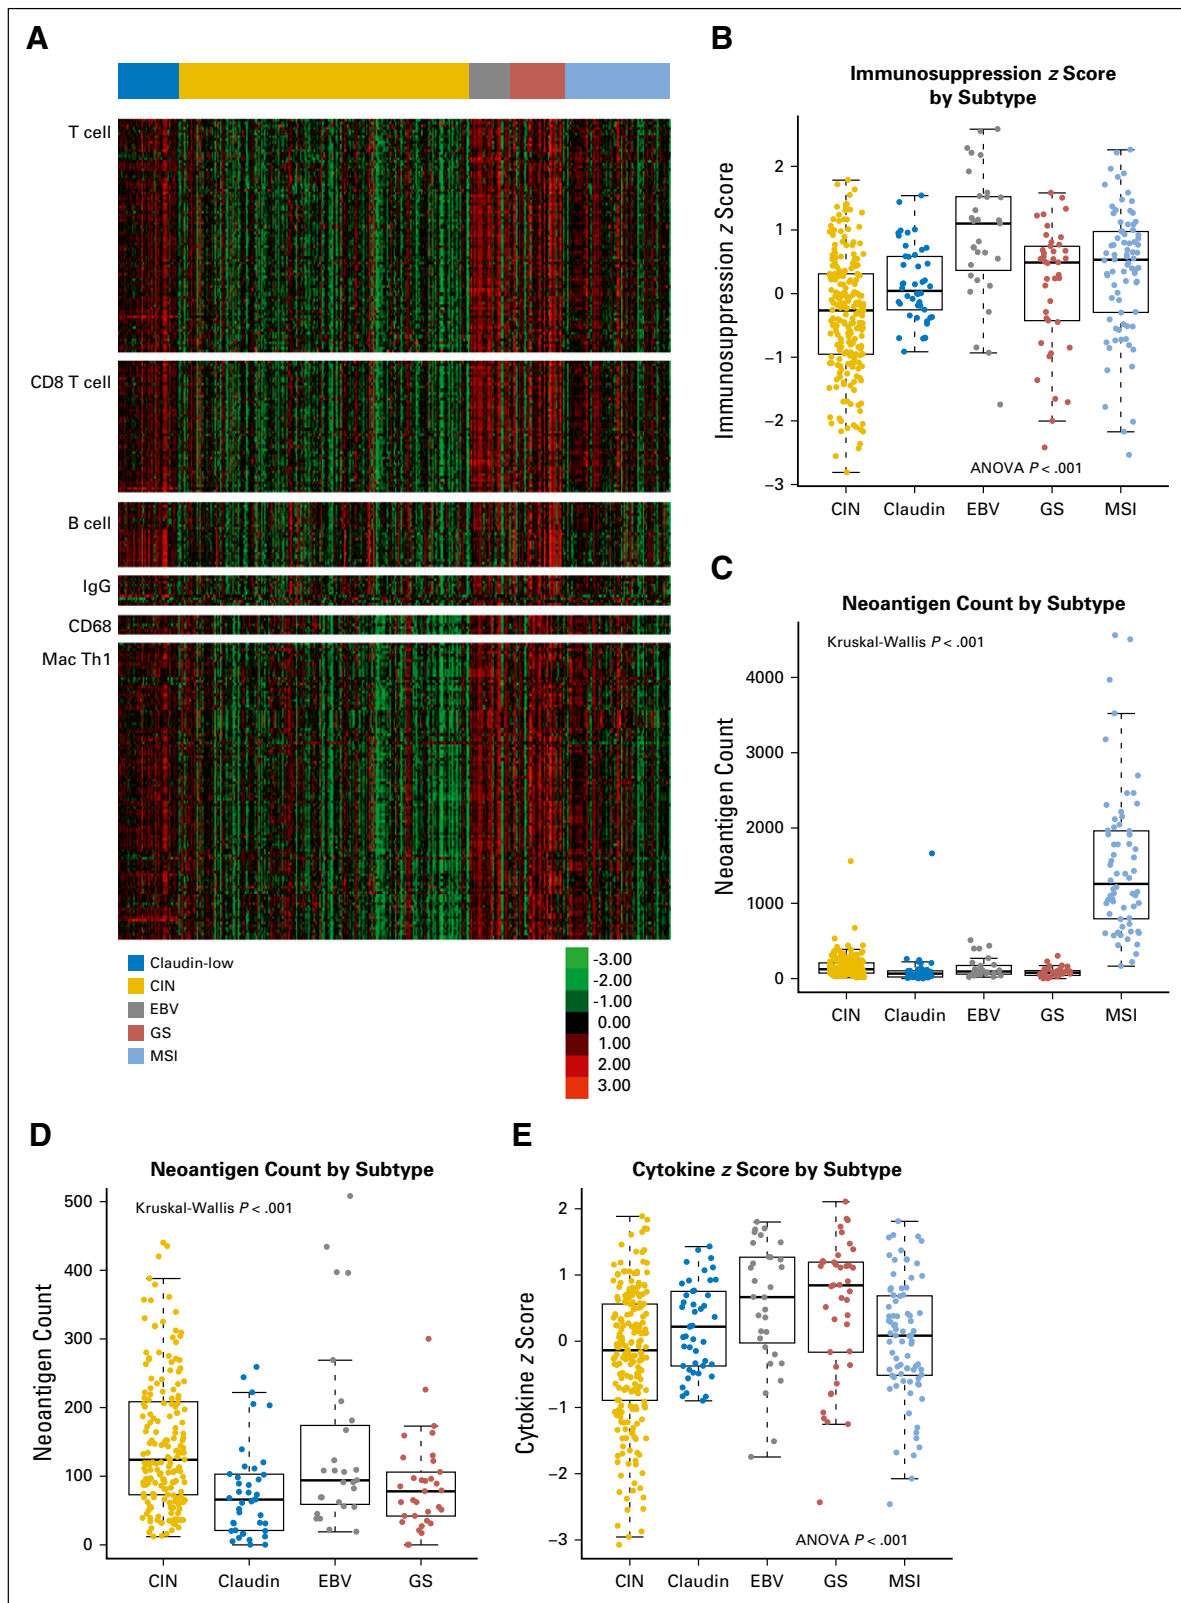 A
T cell
CD8 T cell
B cell
IgG
CD68
Mac Th1
Claudin-low
CIN
EBV
GS
MSI
-3.00
-2.00
-1.00
0.00
1.00
2.00
3.00
B
Immunosuppression z Score
by Subtype
Immunosuppression z Score
2
1
0
−1
−2
−3
ANOVA P < .001
CIN Claudin EBV GS MSI
C
Neoantigen Count by Subtype
Kruskal-Wallis P < .001
Neoantigen Count
4000
3000
2000
1000
0
CIN Claudin EBV GS MSI
D
Neoantigen Count by Subtype
Kruskal-Wallis P < .001
Neoantigen Count
500
400
300
200
100
0
CIN Claudin EBV GS
E
Cytokine z Score by Subtype
Cytokine z Score
2
1
0
−1
−2
−3
ANOVA P < .001
CIN Claudin EBV GS MSI